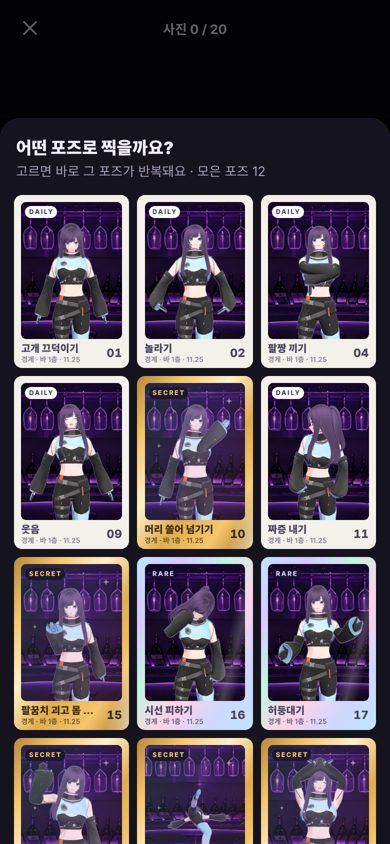 사진 0 / 20
어떤 포즈로 찍을까요?
고르면 바로 그 포즈가 반복돼요 · 모은 포즈 12
DAILY
고개 끄덕이기
경계 · 바 1층 · 11.25
01
DAILY
놀라기
경계 · 바 1층 · 11.25
02
DAILY
팔짱 끼기
경계 · 바 1층 · 11.25
04
DAILY
웃음
경계 · 바 1층 · 11.25
09
SECRET
머리 쓸어 넘기기
경계 · 바 1층 · 11.25
10
DAILY
짜증 내기
경계 · 바 1층 · 11.25
11
SECRET
팔꿈치 괴고 몸 ...
경계 · 바 1층 · 11.25
15
RARE
시선 피하기
경계 · 바 1층 · 11.25
16
RARE
허둥대기
경계 · 바 1층 · 11.25
17
SECRET
SECRET
SECRET